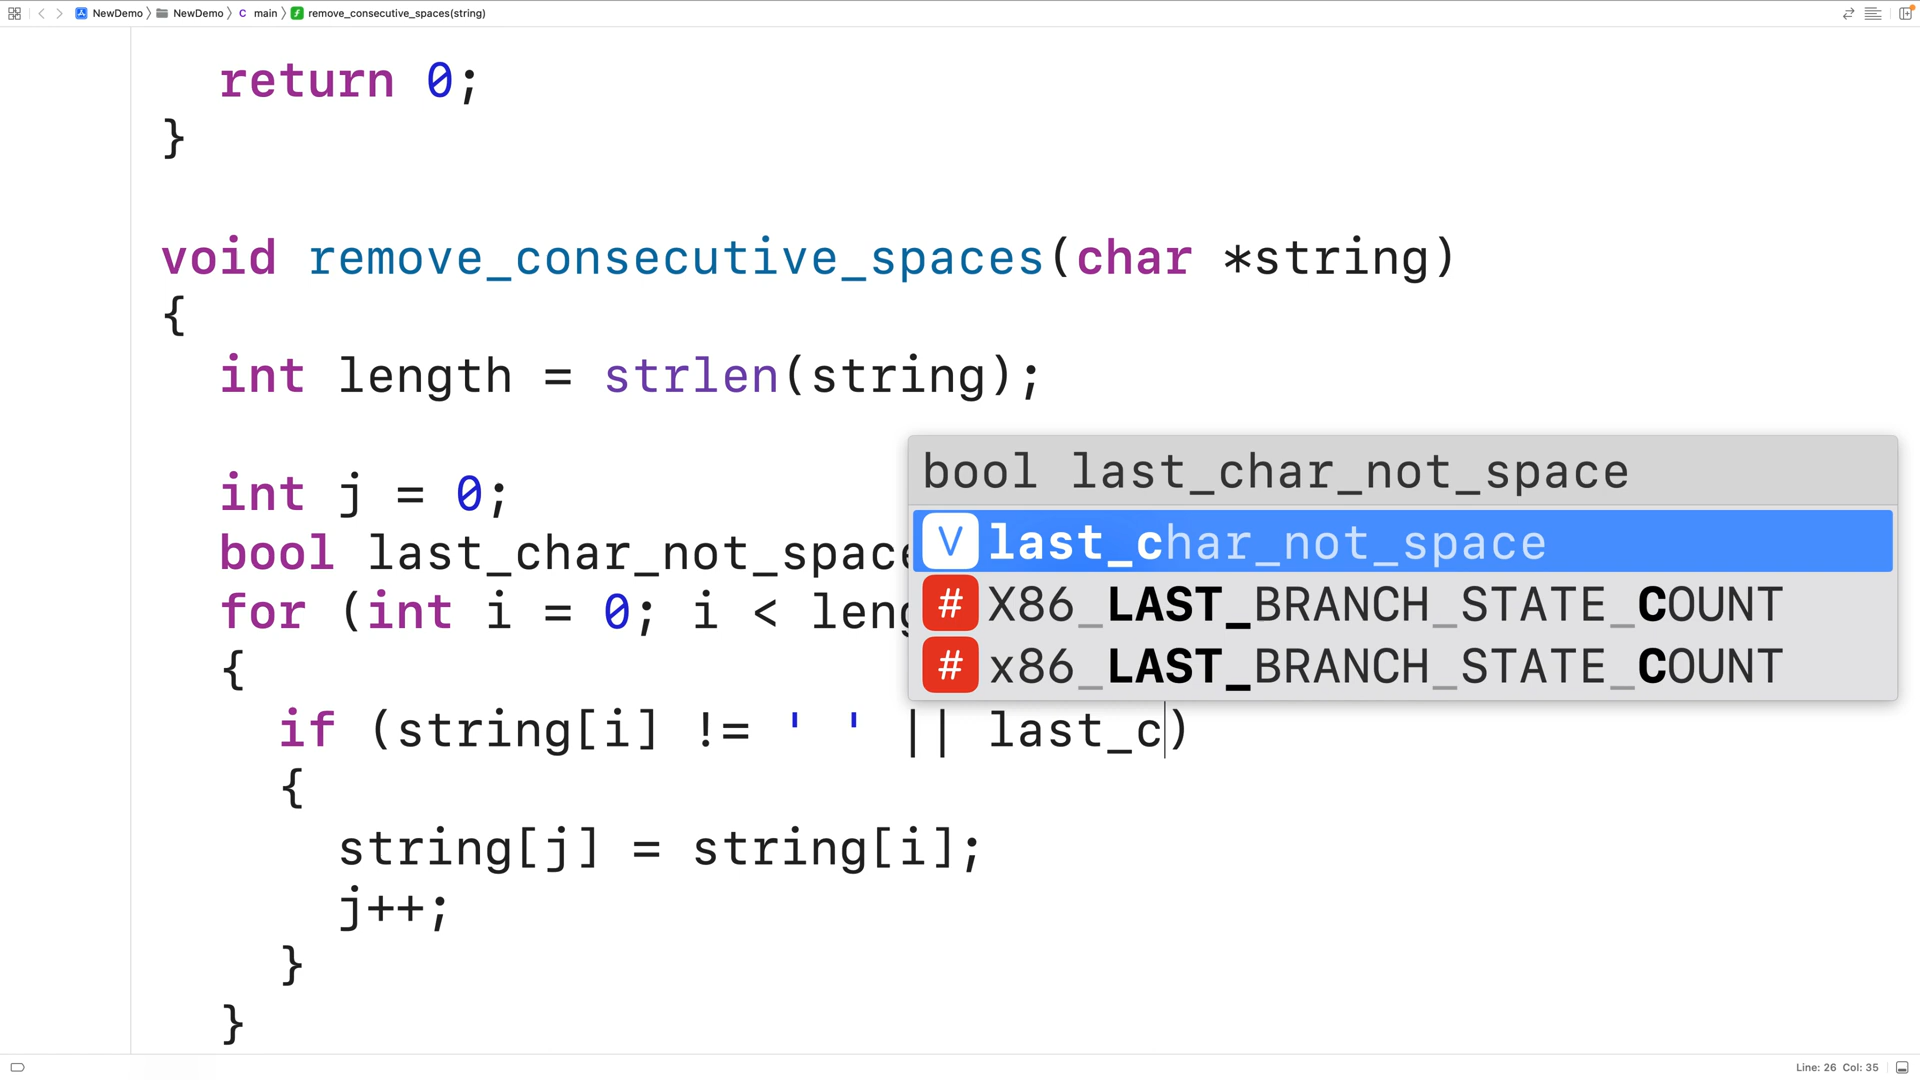 NewDemo 〉 NewDemo 〉 C main 〉 f remove_consecutive_spaces(string)
return 0;
}
void remove_consecutive_spaces(char *string)
{
int length = strlen(string);
int j = 0;
bool last_char_not_space
for (int i = 0; i < leng
{
if (string[i] != ' ' || last_c)
{
string[j] = string[i];
j++;
}
}
bool last_char_not_space
V last_char_not_space
# X86_LAST_BRANCH_STATE_COUNT
# x86_LAST_BRANCH_STATE_COUNT
Line: 26 Col: 35